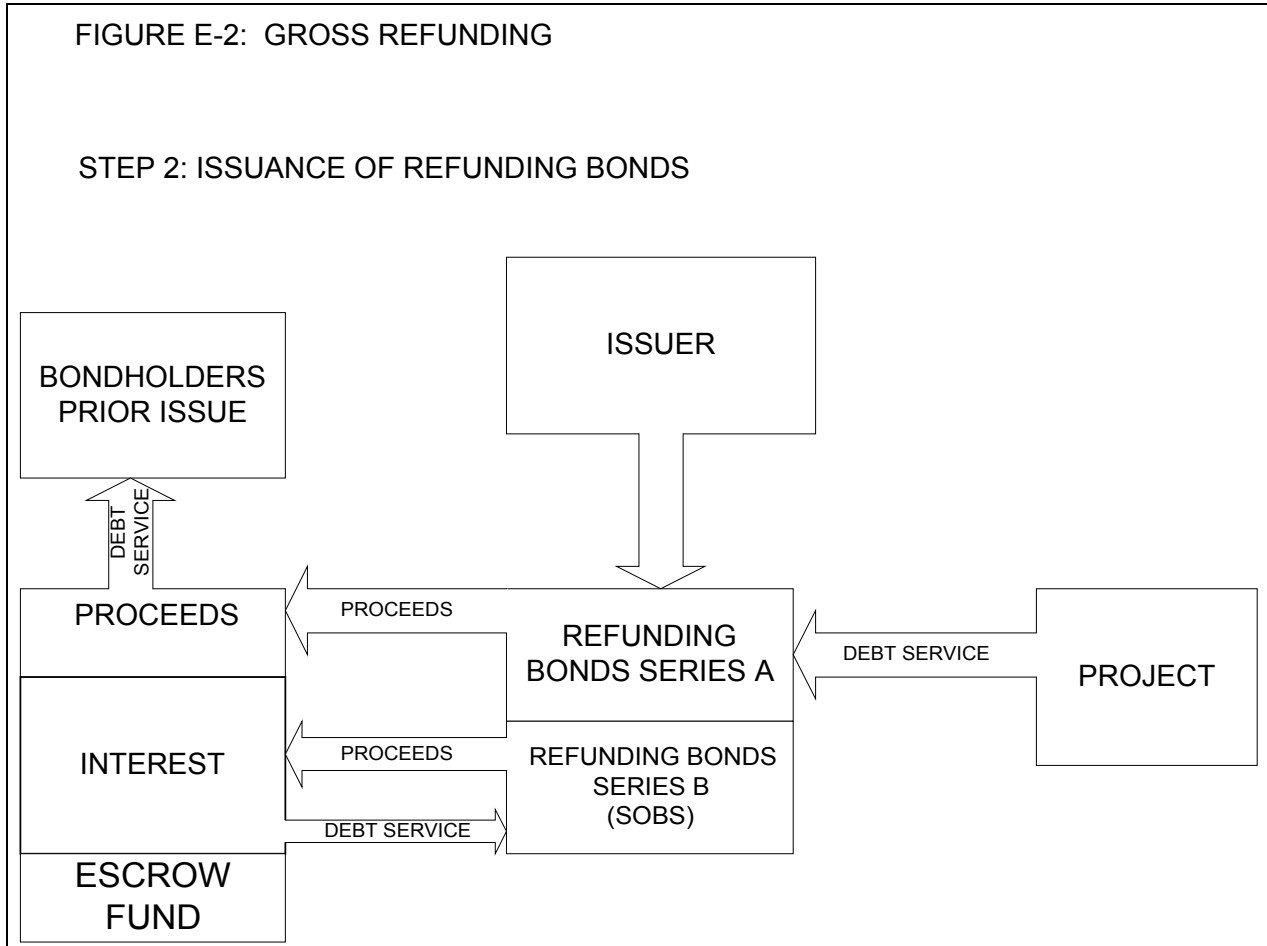 FIGURE E-2: GROSS REFUNDING
STEP 2: ISSUANCE OF REFUNDING BONDS
ISSUER
BONDHOLDERS
PRIOR ISSUE
DEBT
SERVICE
PROCEEDS
PROCEEDS
REFUNDING
BONDS SERIES A
DEBT SERVICE
PROJECT
INTEREST
PROCEEDS
REFUNDING BONDS
SERIES B
(SOBS)
DEBT SERVICE
ESCROW
FUND